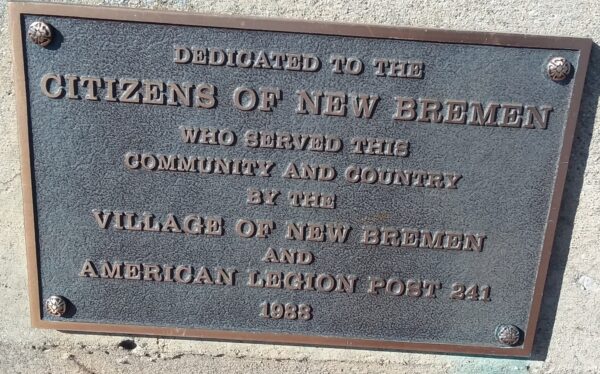 DEDICATED TO THE
CITIZENS OF NEW BREMEN
WHO SERVED THIS
COMMUNITY AND COUNTRY
BY THE
VILLAGE OF NEW BREMEN
AND
AMERICAN LEGION POST 241
1988